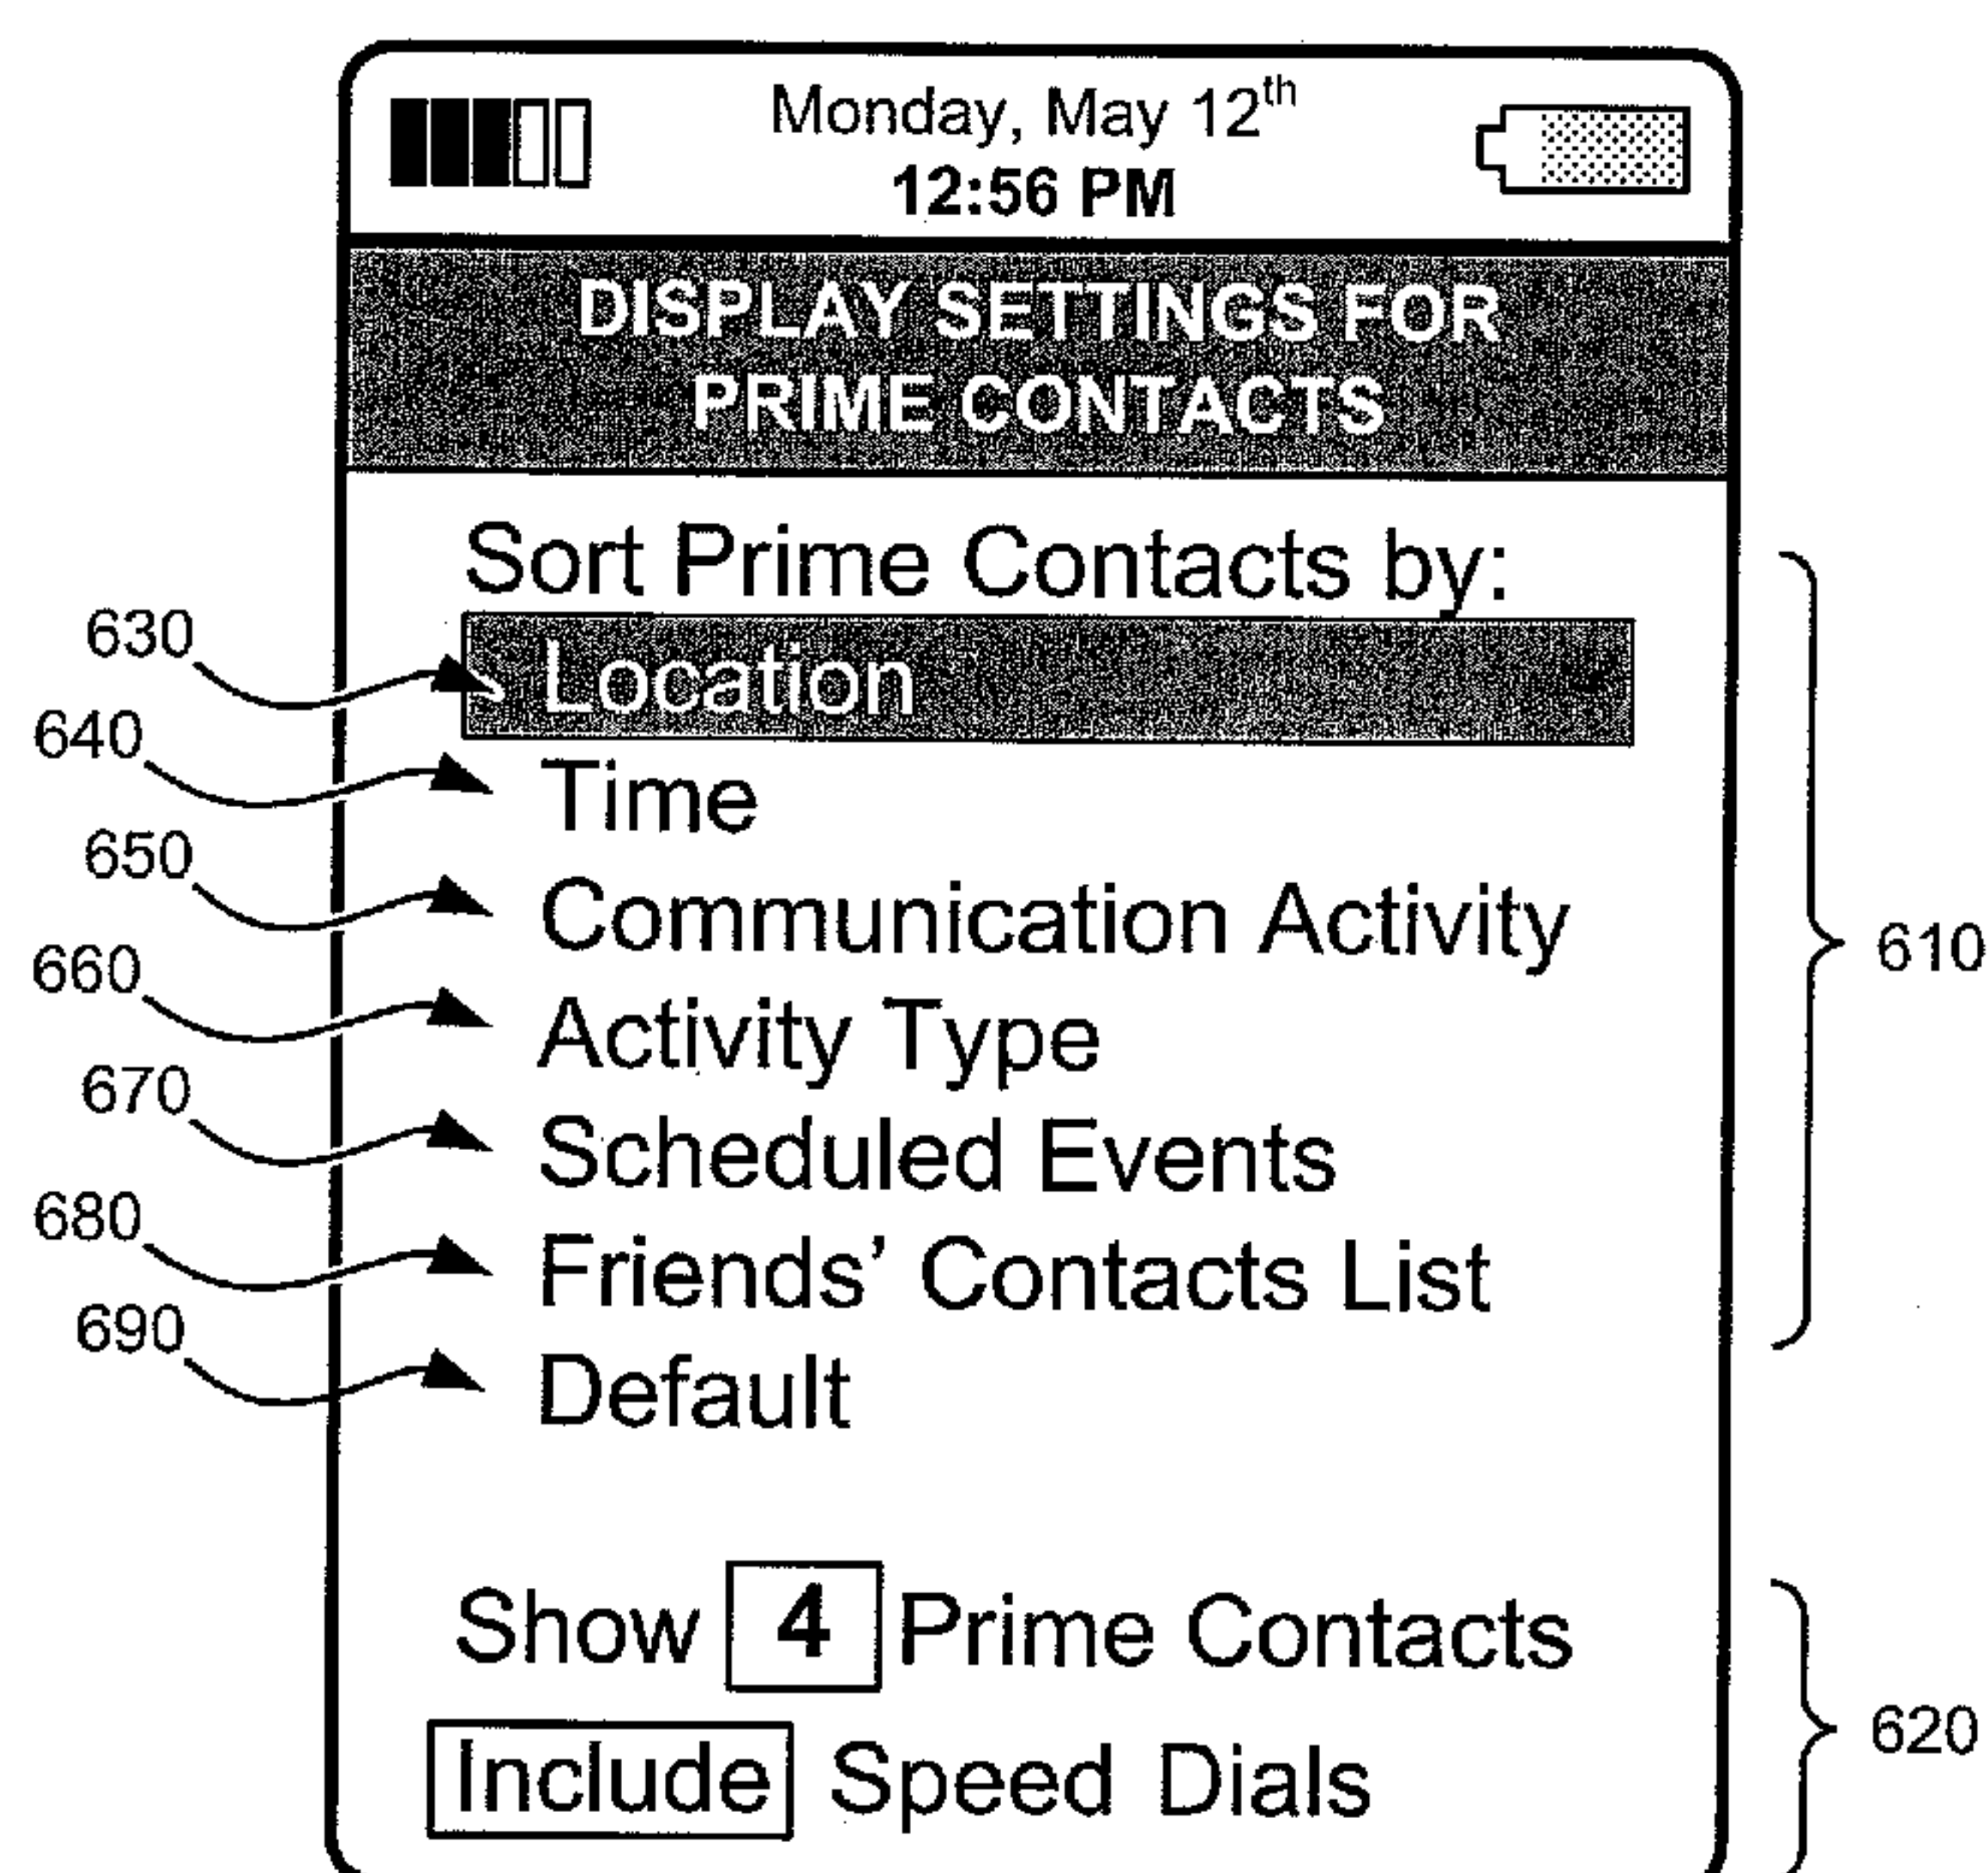 Monday, May 12th
12:56 PM
DISPLAY SETTINGS FOR
PRIME CONTACTS
Sort Prime Contacts by:
630
Location
640
Time
650
Communication Activity
610
660
Activity Type
670
Scheduled Events
680
Friends’ Contacts List
690
Default
Show 4 Prime Contacts
620
Include Speed Dials